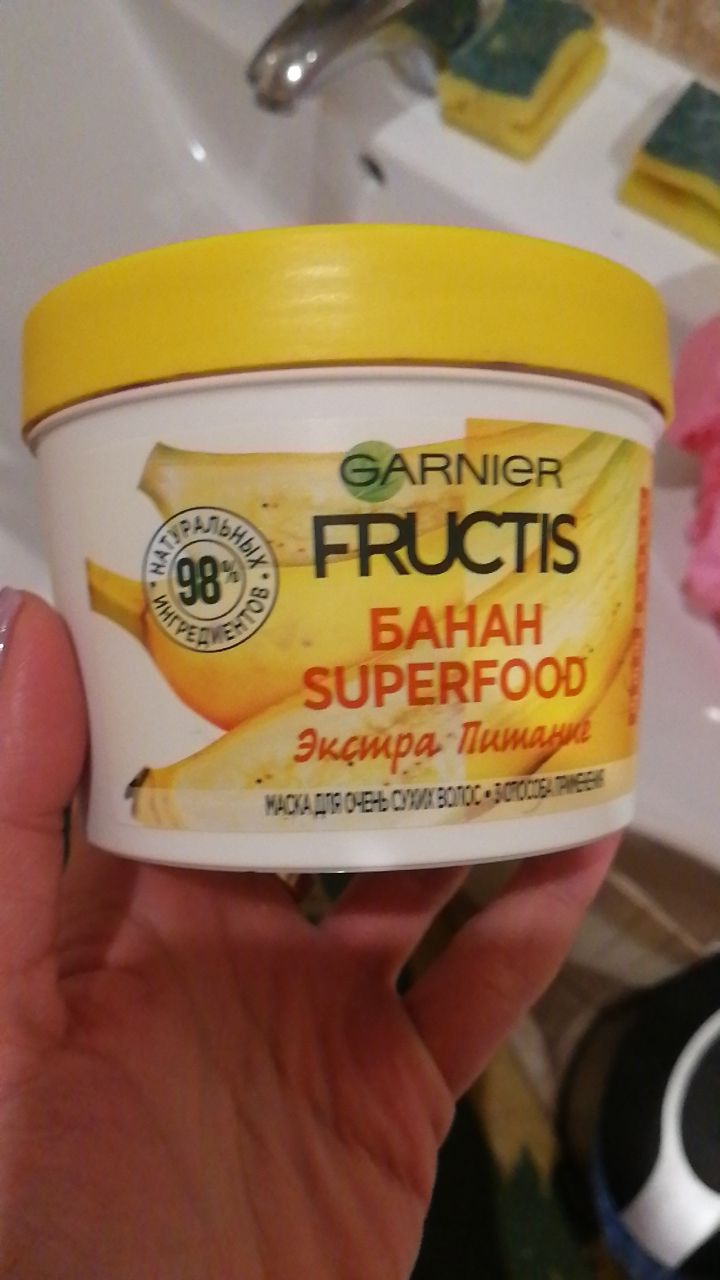 GARNIER
FRUCTIS
НАТУРАЛЬНЫХ
98%
ИНГРЕДИЕНТОВ
БАНАН
SUPERFOOD
Экстра Питание
МАСКА ДЛЯ ОЧЕНЬ СУХИХ ВОЛОС • 3 СПОСОБА ПРИМЕНЕНИЯ